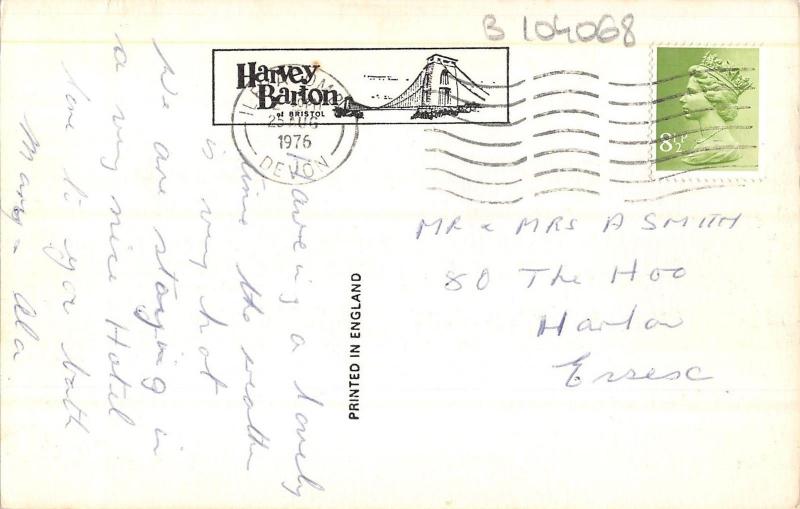 B 104068
Harvey
Barton
of BRISTOL
AUG
1976
DEVON
8½P
MR & MRS A SMITH
80 The Hoo
Harlow
Essex
PRINTED IN ENGLAND
Haveing a lovely
time the weather
is very hot
We are staying in
a very nice Hotel
love to you both
Mary &